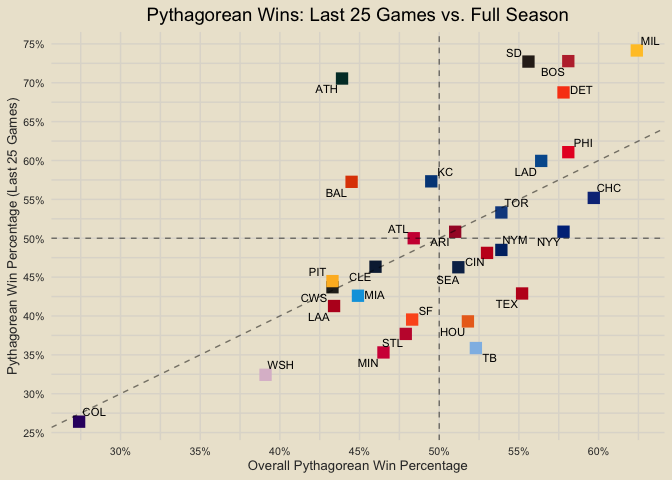 Pythagorean Wins: Last 25 Games vs. Full Season
Pythagorean Win Percentage (Last 25 Games)
75%
70%
65%
60%
55%
50%
45%
40%
35%
30%
25%
MIL
SD
BOS
ATH
DET
PHI
LAD
KC
BAL
CHC
TOR
ATL
ARI
NYM
NYY
CIN
SEA
PIT
CLE
CWS
MIA
LAA
TEX
SF
HOU
STL
MIN
TB
WSH
COL
30%
35%
40%
45%
50%
55%
60%
Overall Pythagorean Win Percentage